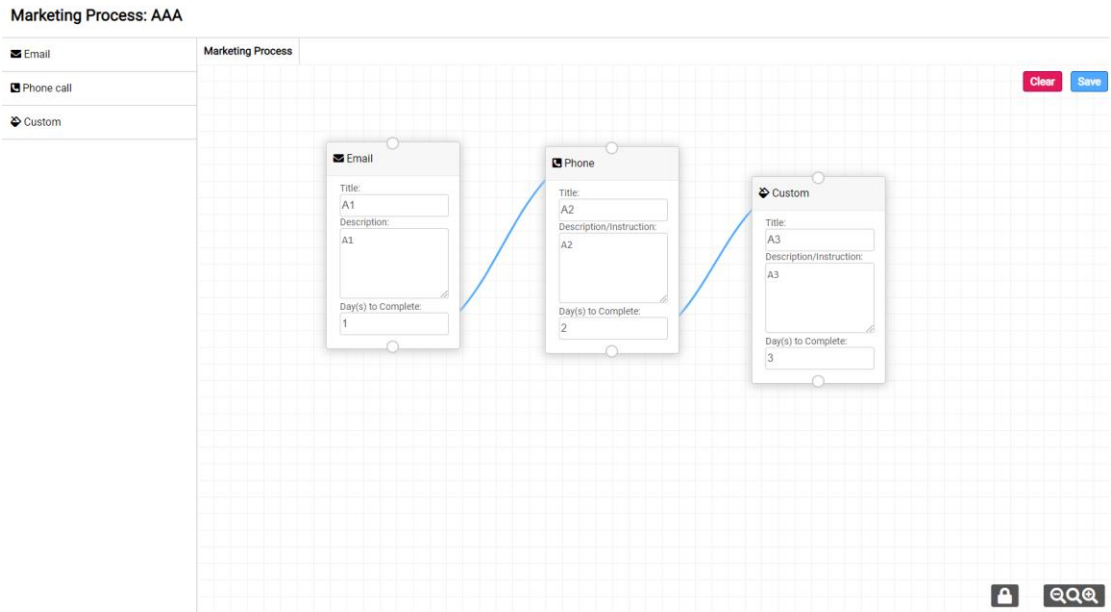 Marketing Process: AAA
Email
Phone call
Custom
Marketing Process
Clear
Save
Email
Title:
A1
Description:
A1
Day(s) to Complete:
1
Phone
Title:
A2
Description/Instruction:
A2
Day(s) to Complete:
2
Custom
Title:
A3
Description/Instruction:
A3
Day(s) to Complete:
3